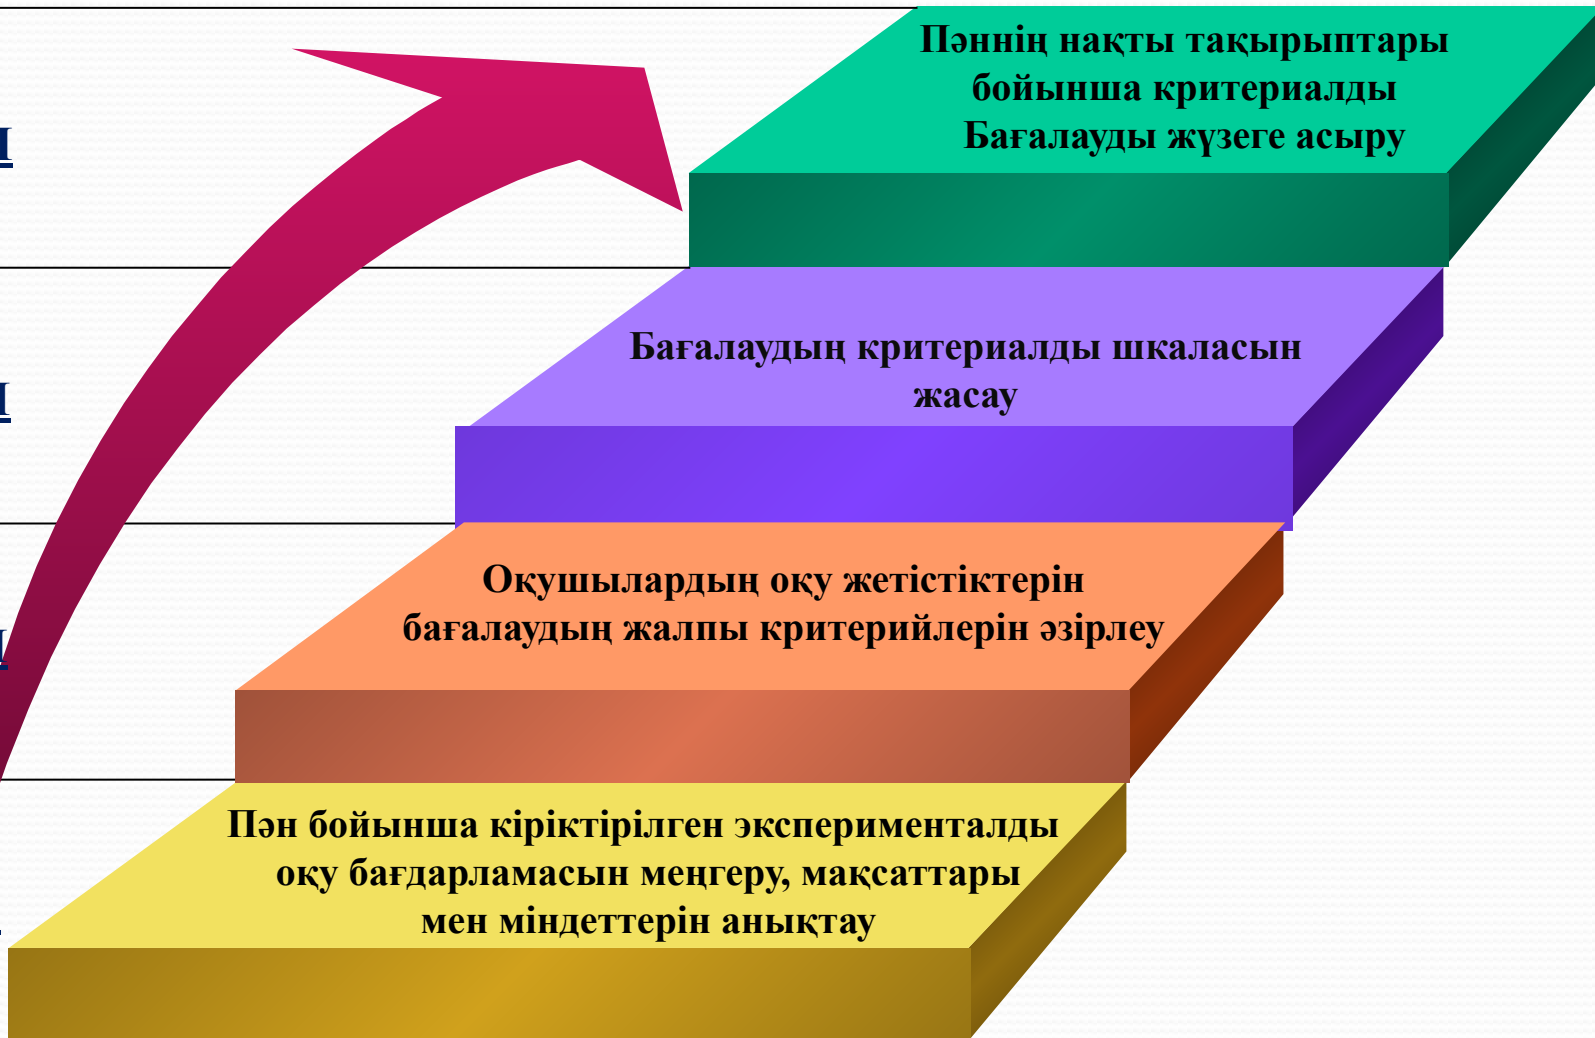 Пәннің нақты тақырыптары
бойынша критериалды
Бағалауды жүзеге асыру
Бағалаудың критериалды шкаласын
жасау
Оқушылардың оқу жетістіктерін
бағалаудың жалпы критерийлерін әзірлеу
Пән бойынша кіріктірілген эксперименталды
оқу бағдарламасын меңгеру, мақсаттары
мен міндеттерін анықтау